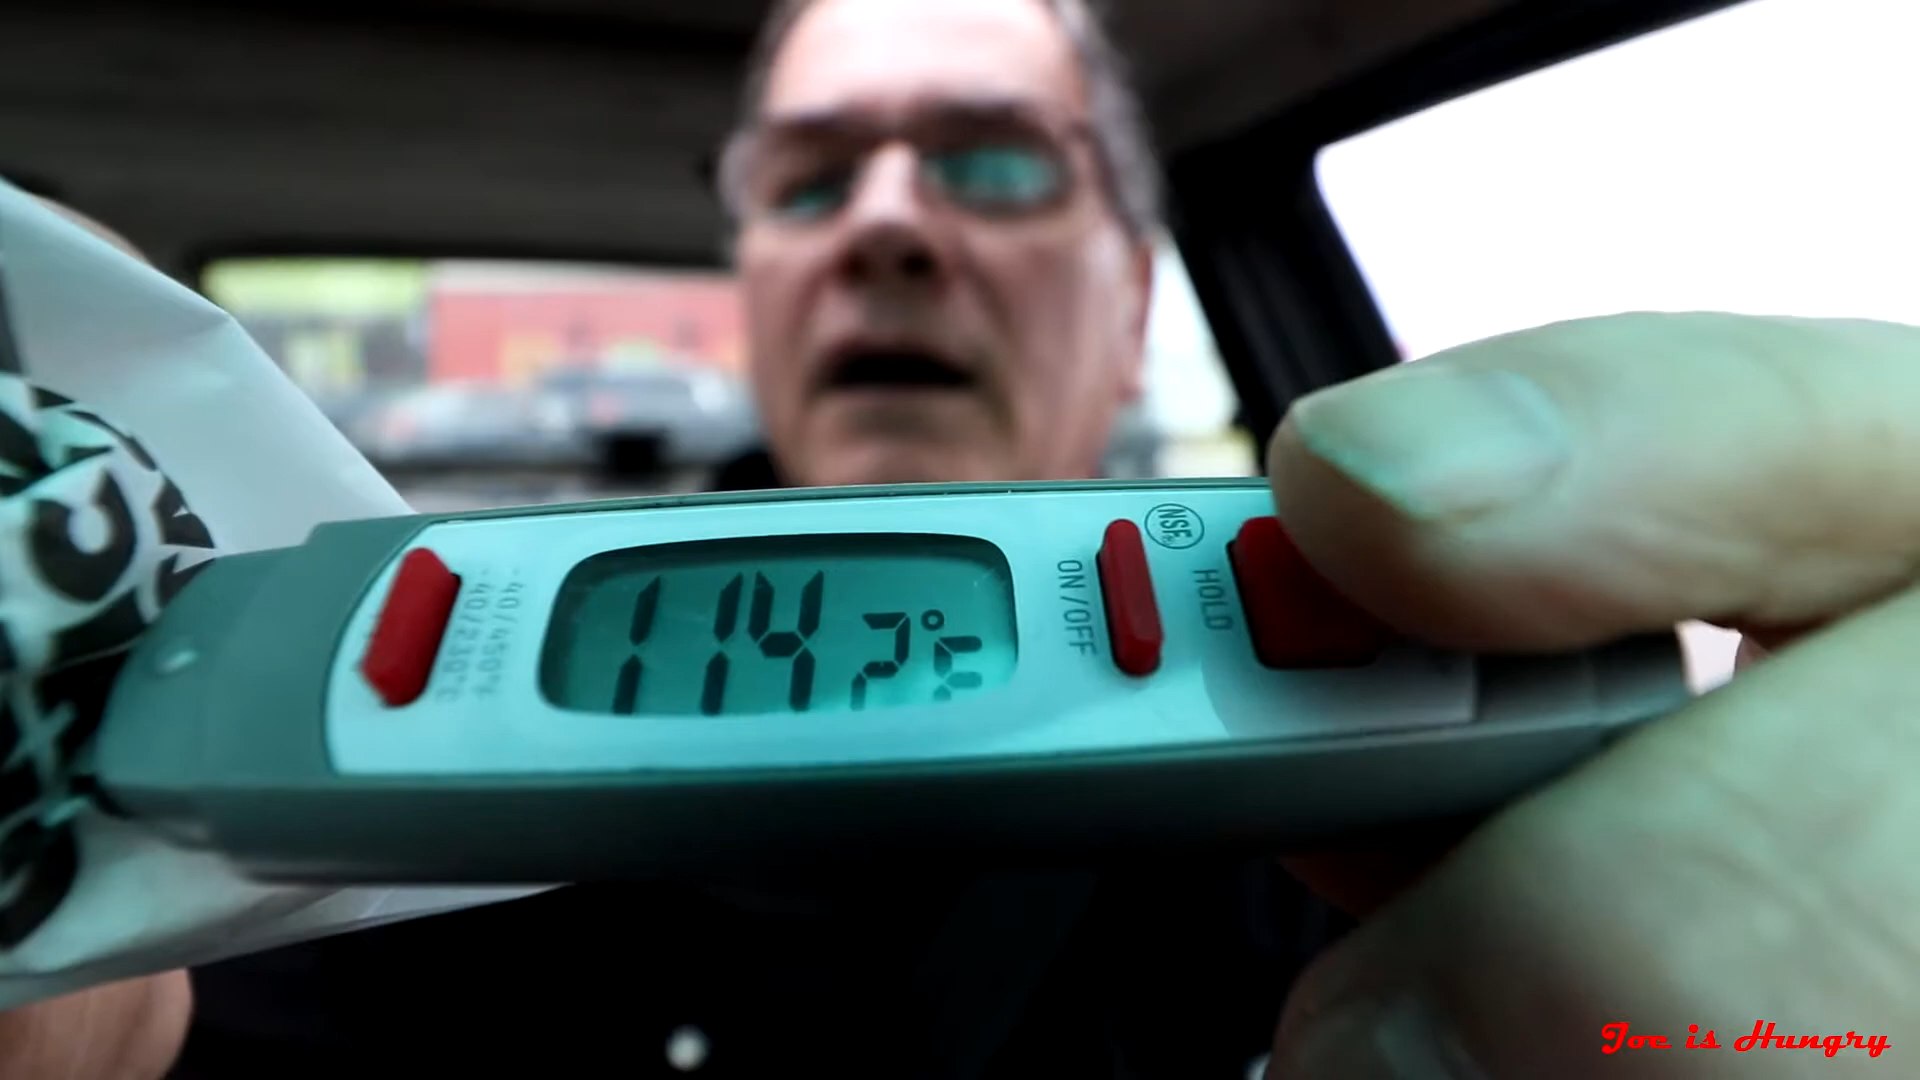 -40/450°F
-40/230°C
114.2°F
ON/OFF
NSF
HOLD
Joe is Hungry